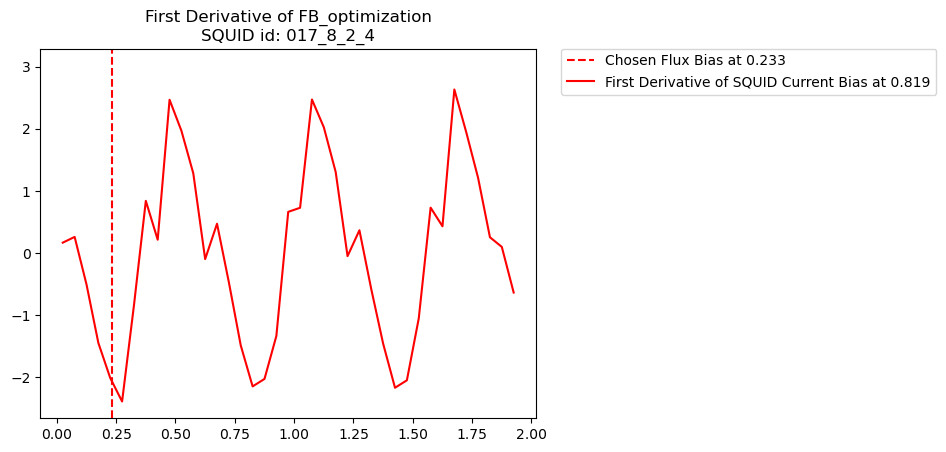 First Derivative of FB_optimization
SQUID id: 017_8_2_4
Chosen Flux Bias at 0.233
First Derivative of SQUID Current Bias at 0.819
3
2
1
0
−1
−2
0.00 0.25 0.50 0.75 1.00 1.25 1.50 1.75 2.00